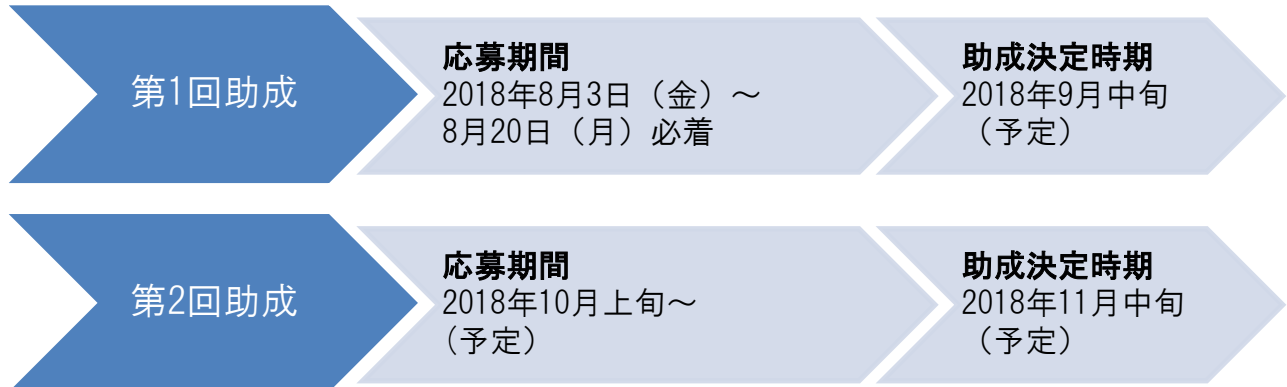 第1回助成
応募期間
2018年8月3日（金）～
8月20日（月）必着
助成決定時期
2018年9月中旬
（予定）
第2回助成
応募期間
2018年10月上旬～
(予定）
助成決定時期
2018年11月中旬
（予定）